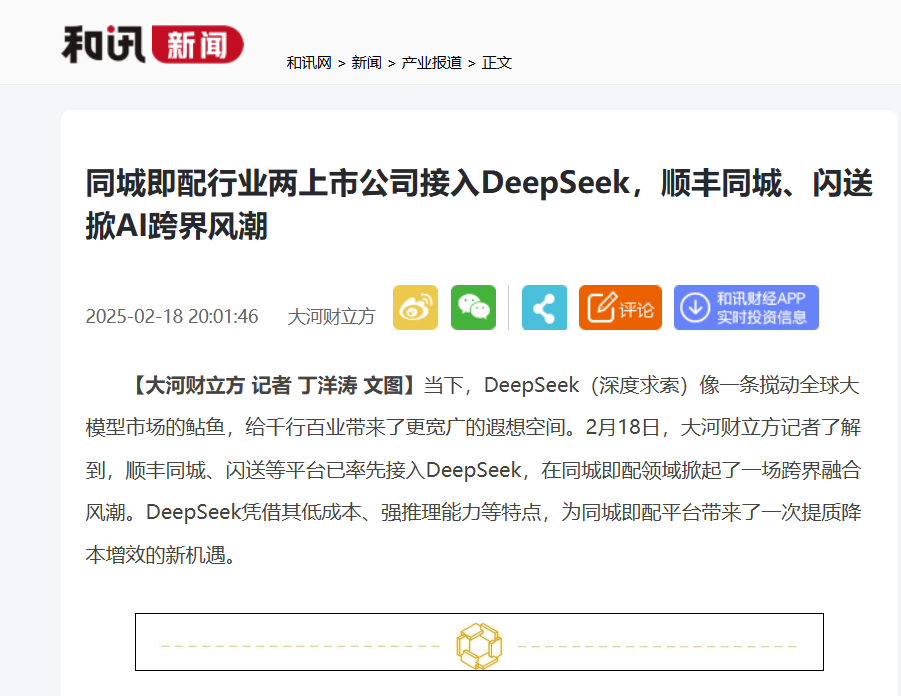 和讯 新闻
和讯网 > 新闻 > 产业报道 > 正文
同城即配行业两上市公司接入DeepSeek，顺丰同城、闪送
掀AI跨界风潮
2025-02-18 20:01:46 大河财立方
评论
和讯财经APP
实时投资信息
【大河财立方 记者 丁洋涛 文图】当下，DeepSeek（深度求索）像一条搅动全球大
模型市场的鲇鱼，给千行百业带来了更宽广的遐想空间。2月18日，大河财立方记者了解
到，顺丰同城、闪送等平台已率先接入DeepSeek，在同城即配领域掀起了一场跨界融合
风潮。DeepSeek凭借其低成本、强推理能力等特点，为同城即配平台带来了一次提质降
本增效的新机遇。